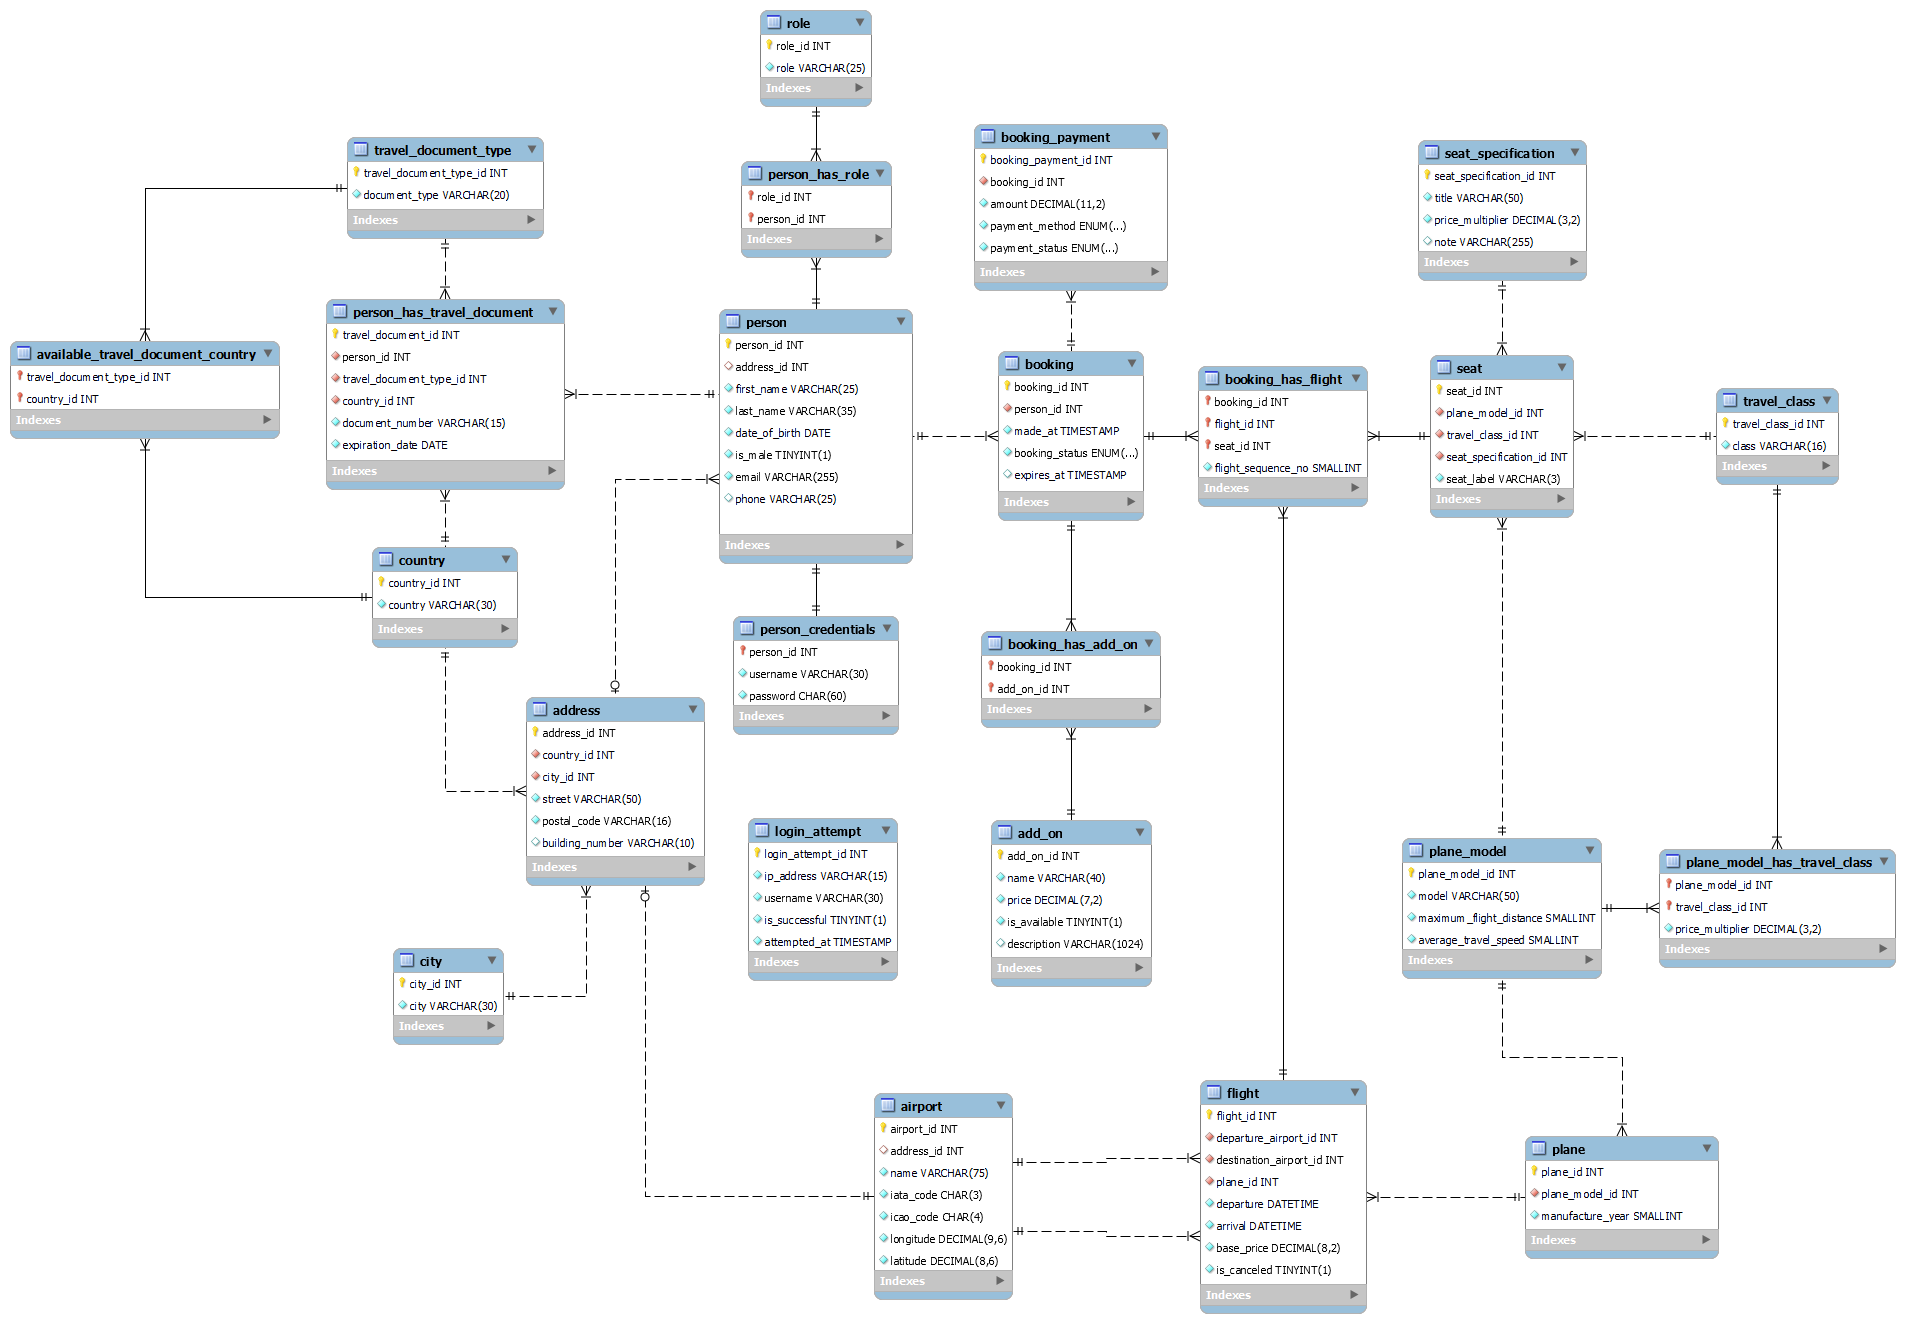 role
role_id INT
role VARCHAR(25)
Indexes
travel_document_type
travel_document_type_id INT
document_type VARCHAR(20)
Indexes
person_has_role
role_id INT
person_id INT
Indexes
booking_payment
booking_payment_id INT
booking_id INT
amount DECIMAL(11,2)
payment_method ENUM(...)
payment_status ENUM(...)
Indexes
seat_specification
seat_specification_id INT
title VARCHAR(50)
price_multiplier DECIMAL(3,2)
note VARCHAR(255)
Indexes
available_travel_document_country
travel_document_type_id INT
country_id INT
Indexes
person_has_travel_document
travel_document_id INT
person_id INT
travel_document_type_id INT
country_id INT
document_number VARCHAR(15)
expiration_date DATE
Indexes
person
person_id INT
address_id INT
first_name VARCHAR(25)
last_name VARCHAR(35)
date_of_birth DATE
is_male TINYINT(1)
email VARCHAR(255)
phone VARCHAR(25)
Indexes
booking
booking_id INT
person_id INT
made_at TIMESTAMP
booking_status ENUM(...)
expires_at TIMESTAMP
Indexes
booking_has_flight
booking_id INT
flight_id INT
seat_id INT
flight_sequence_no SMALLINT
Indexes
seat
seat_id INT
plane_model_id INT
travel_class_id INT
seat_specification_id INT
seat_label VARCHAR(3)
Indexes
travel_class
travel_class_id INT
class VARCHAR(16)
Indexes
country
country_id INT
country VARCHAR(30)
Indexes
person_credentials
person_id INT
username VARCHAR(30)
password CHAR(60)
Indexes
booking_has_add_on
booking_id INT
add_on_id INT
Indexes
address
address_id INT
country_id INT
city_id INT
street VARCHAR(50)
postal_code VARCHAR(16)
building_number VARCHAR(10)
Indexes
login_attempt
login_attempt_id INT
ip_address VARCHAR(15)
username VARCHAR(30)
is_successful TINYINT(1)
attempted_at TIMESTAMP
Indexes
add_on
add_on_id INT
name VARCHAR(40)
price DECIMAL(7,2)
is_available TINYINT(1)
description VARCHAR(1024)
Indexes
plane_model
plane_model_id INT
model VARCHAR(50)
maximum_flight_distance SMALLINT
average_travel_speed SMALLINT
Indexes
plane_model_has_travel_class
plane_model_id INT
travel_class_id INT
price_multiplier DECIMAL(3,2)
Indexes
city
city_id INT
city VARCHAR(30)
Indexes
airport
airport_id INT
address_id INT
name VARCHAR(75)
iata_code CHAR(3)
icao_code CHAR(4)
longitude DECIMAL(9,6)
latitude DECIMAL(8,6)
Indexes
flight
flight_id INT
departure_airport_id INT
destination_airport_id INT
plane_id INT
departure DATETIME
arrival DATETIME
base_price DECIMAL(8,2)
is_canceled TINYINT(1)
Indexes
plane
plane_id INT
plane_model_id INT
manufacture_year SMALLINT
Indexes